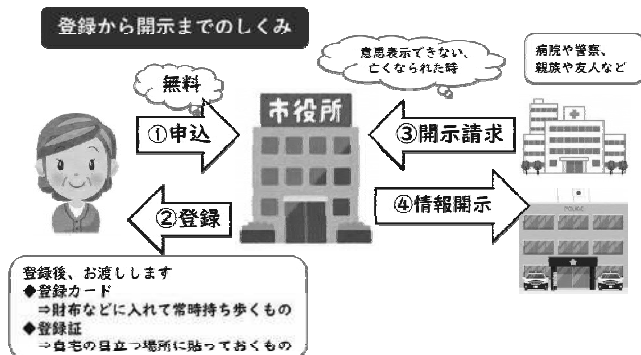 登録から開示までのしくみ
無料
意思表示できない、
亡くなられた時
病院や警察、
親族や友人など
①申込
市役所
③開示請求
②登録
④情報開示
POLICE
登録後、お渡しします
◆登録カード
⇒財布などに入れて常時持ち歩くもの
◆登録証
⇒自宅の目立つ場所に貼っておくもの